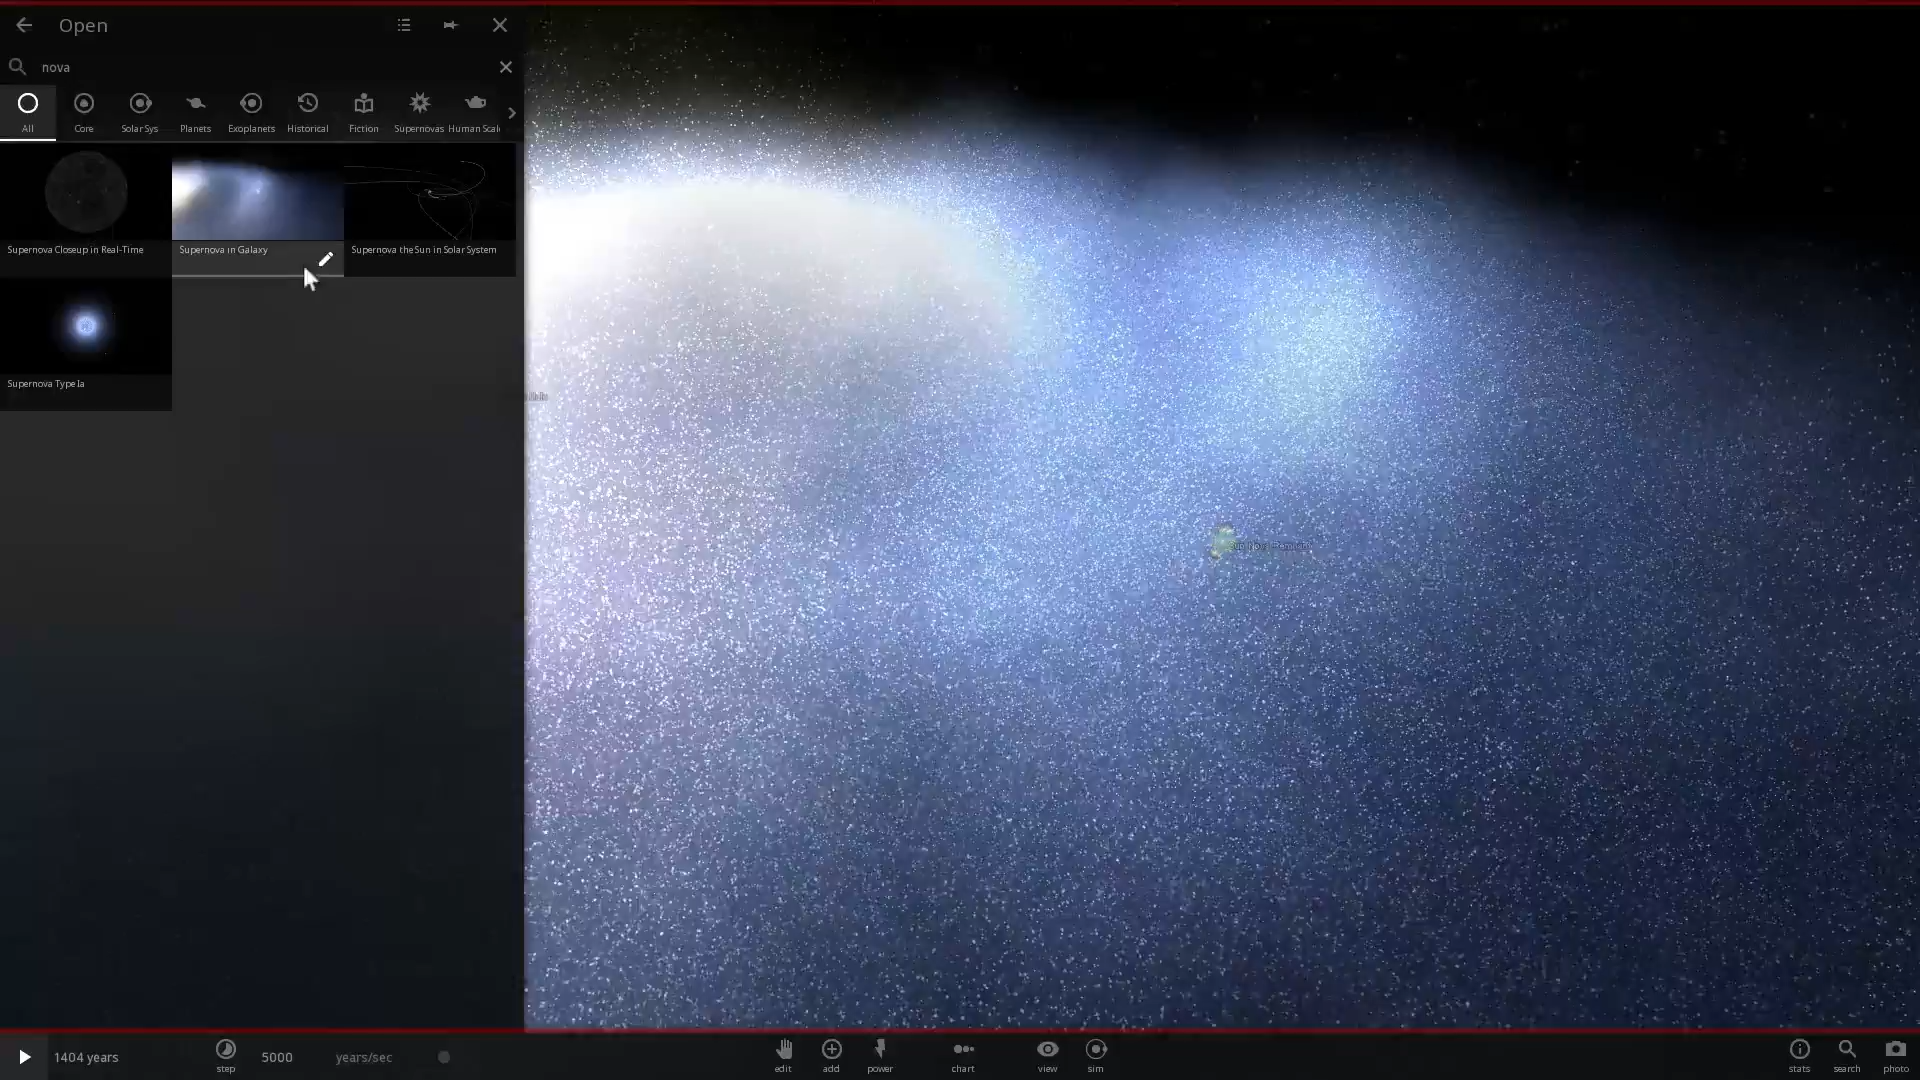 Open
nova
All
Core
Solar Sys
Planets
Exoplanets
Historical
Fiction
Supernovas
Human Scal
Supernova Closeup in Real-Time
Supernova in Galaxy
Supernova the Sun in Solar System
Supernova Type Ia
1404 years
step
5000
years/sec
edit
add
power
chart
view
sim
stats
search
photo